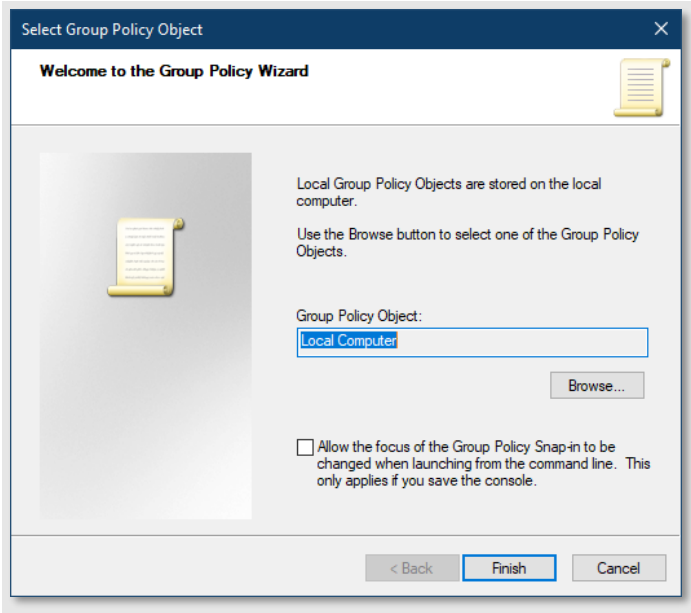 Select Group Policy Object
Welcome to the Group Policy Wizard
Local Group Policy Objects are stored on the local
computer.
Use the Browse button to select one of the Group Policy
Objects.
Group Policy Object:
Local Computer
Browse...
Allow the focus of the Group Policy Snap-in to be
changed when launching from the command line.  This
only applies if you save the console.
< Back
Finish
Cancel